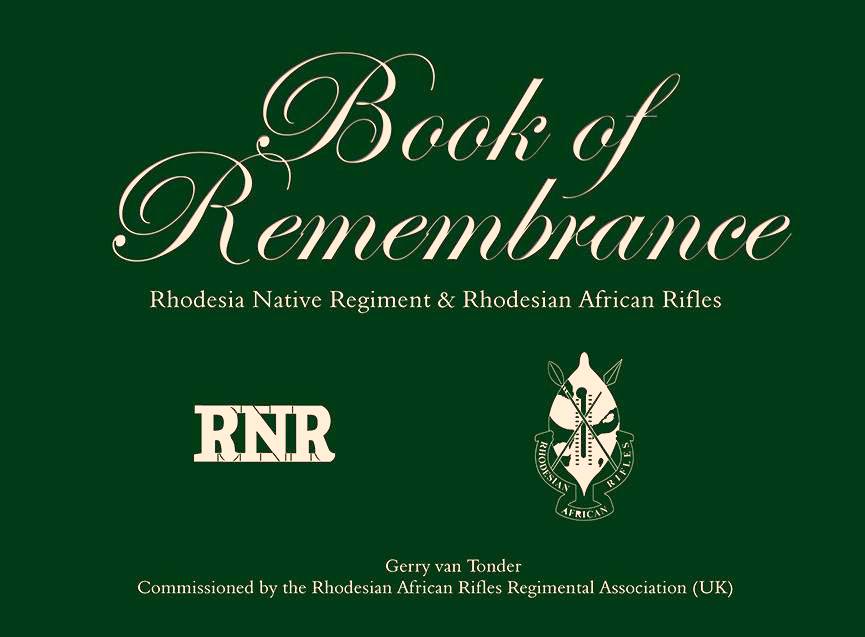 Book of
Remembrance
Rhodesia Native Regiment & Rhodesian African Rifles
RNR
RHODESIAN AFRICAN RIFLES
Gerry van Tonder
Commissioned by the Rhodesian African Rifles Regimental Association (UK)